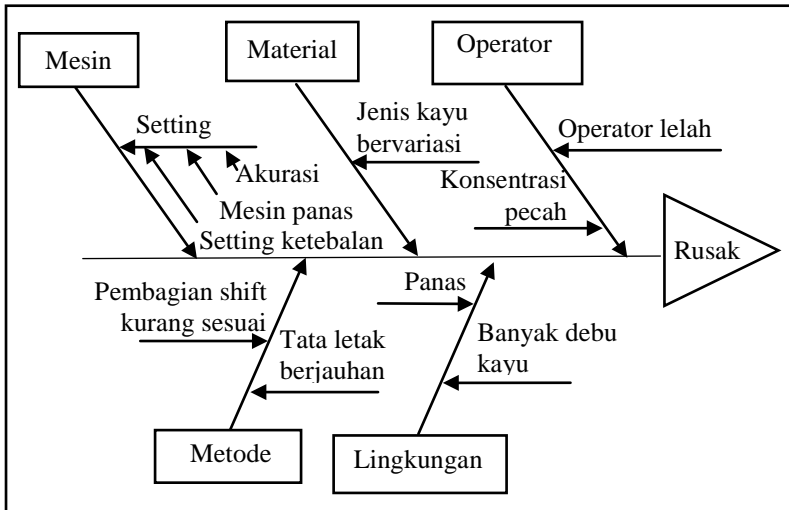 Mesin
Material
Operator
Setting
Akurasi
Mesin panas
Setting ketebalan
Jenis kayu
bervariasi
Operator lelah
Konsentrasi
pecah
Rusak
Pembagian shift
kurang sesuai
Tata letak
berjauhan
Panas
Banyak debu
kayu
Metode
Lingkungan